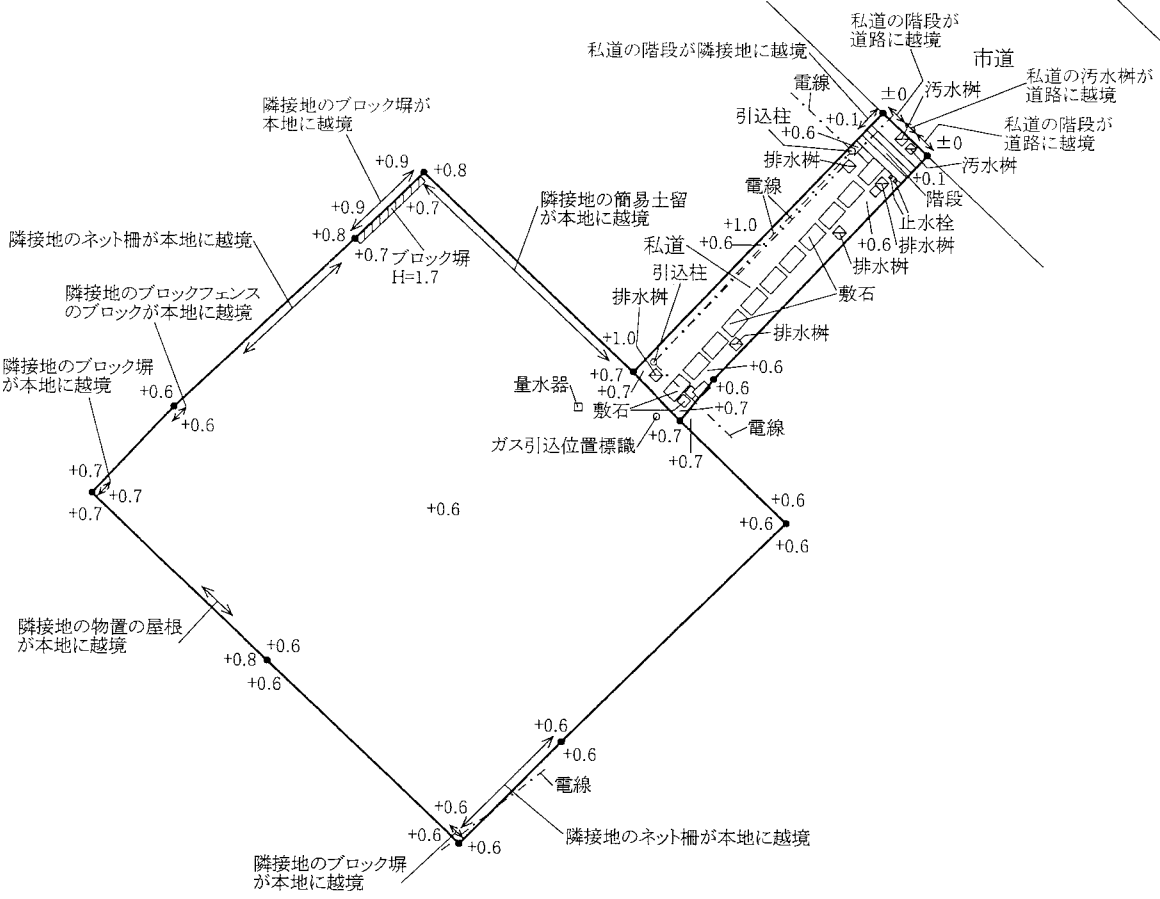 私道の階段が
道路に越境
私道の階段が隣接地に越境
市道
電線
±0
汚水桝
私道の汚水桝が
道路に越境
隣接地のブロック塀が
本地に越境
引込柱
+0.1
+0.6
私道の階段が
道路に越境
±0
排水桝
汚水桝
+0.9
+0.8
電線
+0.1
階段
隣接地の簡易土留
が本地に越境
+0.9
+0.7
止水栓
+1.0
+0.6
+0.6
排水桝
隣接地のネット柵が本地に越境
+0.8
+0.7
ブロック塀
H=1.7
私道
排水桝
引込柱
隣接地のブロックフェンス
のブロックが本地に越境
排水桝
敷石
排水桝
+1.0
隣接地のブロック塀
が本地に越境
+0.7
+0.7
+0.6
+0.6
量水器
敷石
+0.7
+0.6
+0.6
電線
+0.7
ガス引込位置標識
+0.7
+0.7
+0.7
+0.7
+0.6
+0.6
+0.6
+0.6
隣接地の物置の屋根
が本地に越境
+0.6
+0.8
+0.6
+0.6
+0.6
電線
+0.6
+0.6
+0.6
隣接地のネット柵が本地に越境
隣接地のブロック塀
が本地に越境